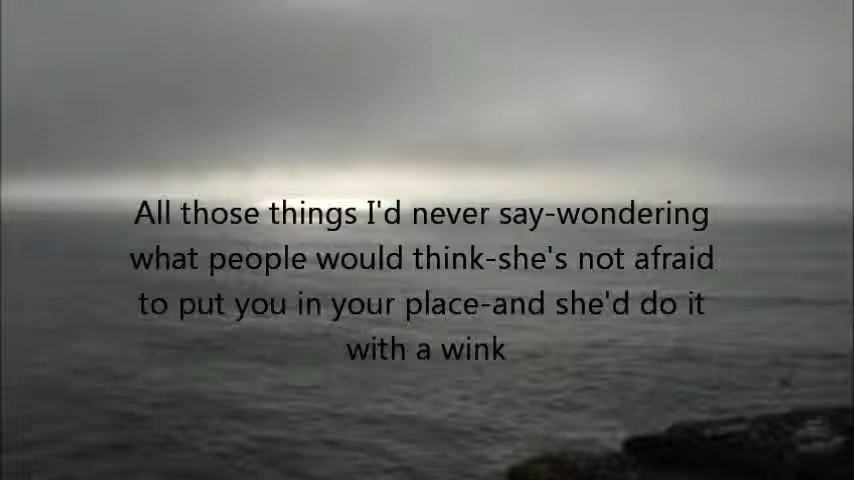 All those things I'd never say-wondering
what people would think-she's not afraid
to put you in your place-and she'd do it
with a wink